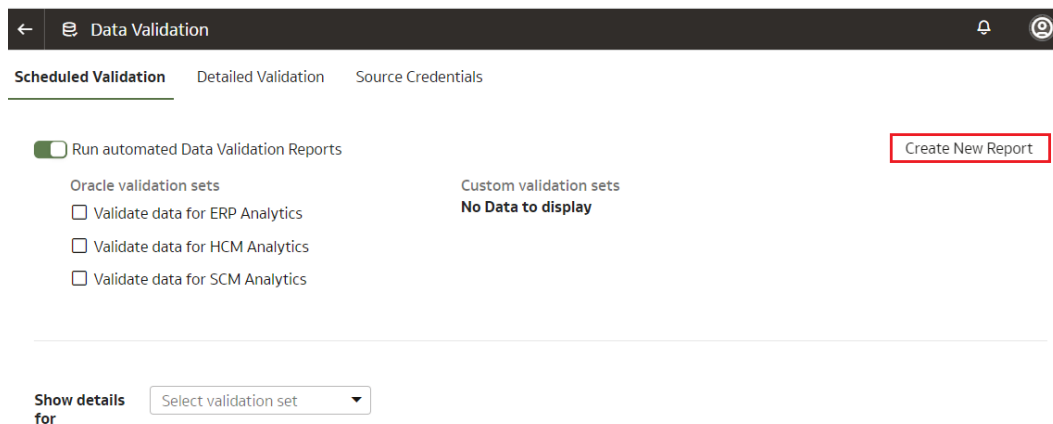 Data Validation
Scheduled Validation Detailed Validation Source Credentials
Run automated Data Validation Reports Create New Report
Oracle validation sets Custom validation sets
Validate data for ERP Analytics No Data to display
Validate data for HCM Analytics
Validate data for SCM Analytics
Show details for Select validation set